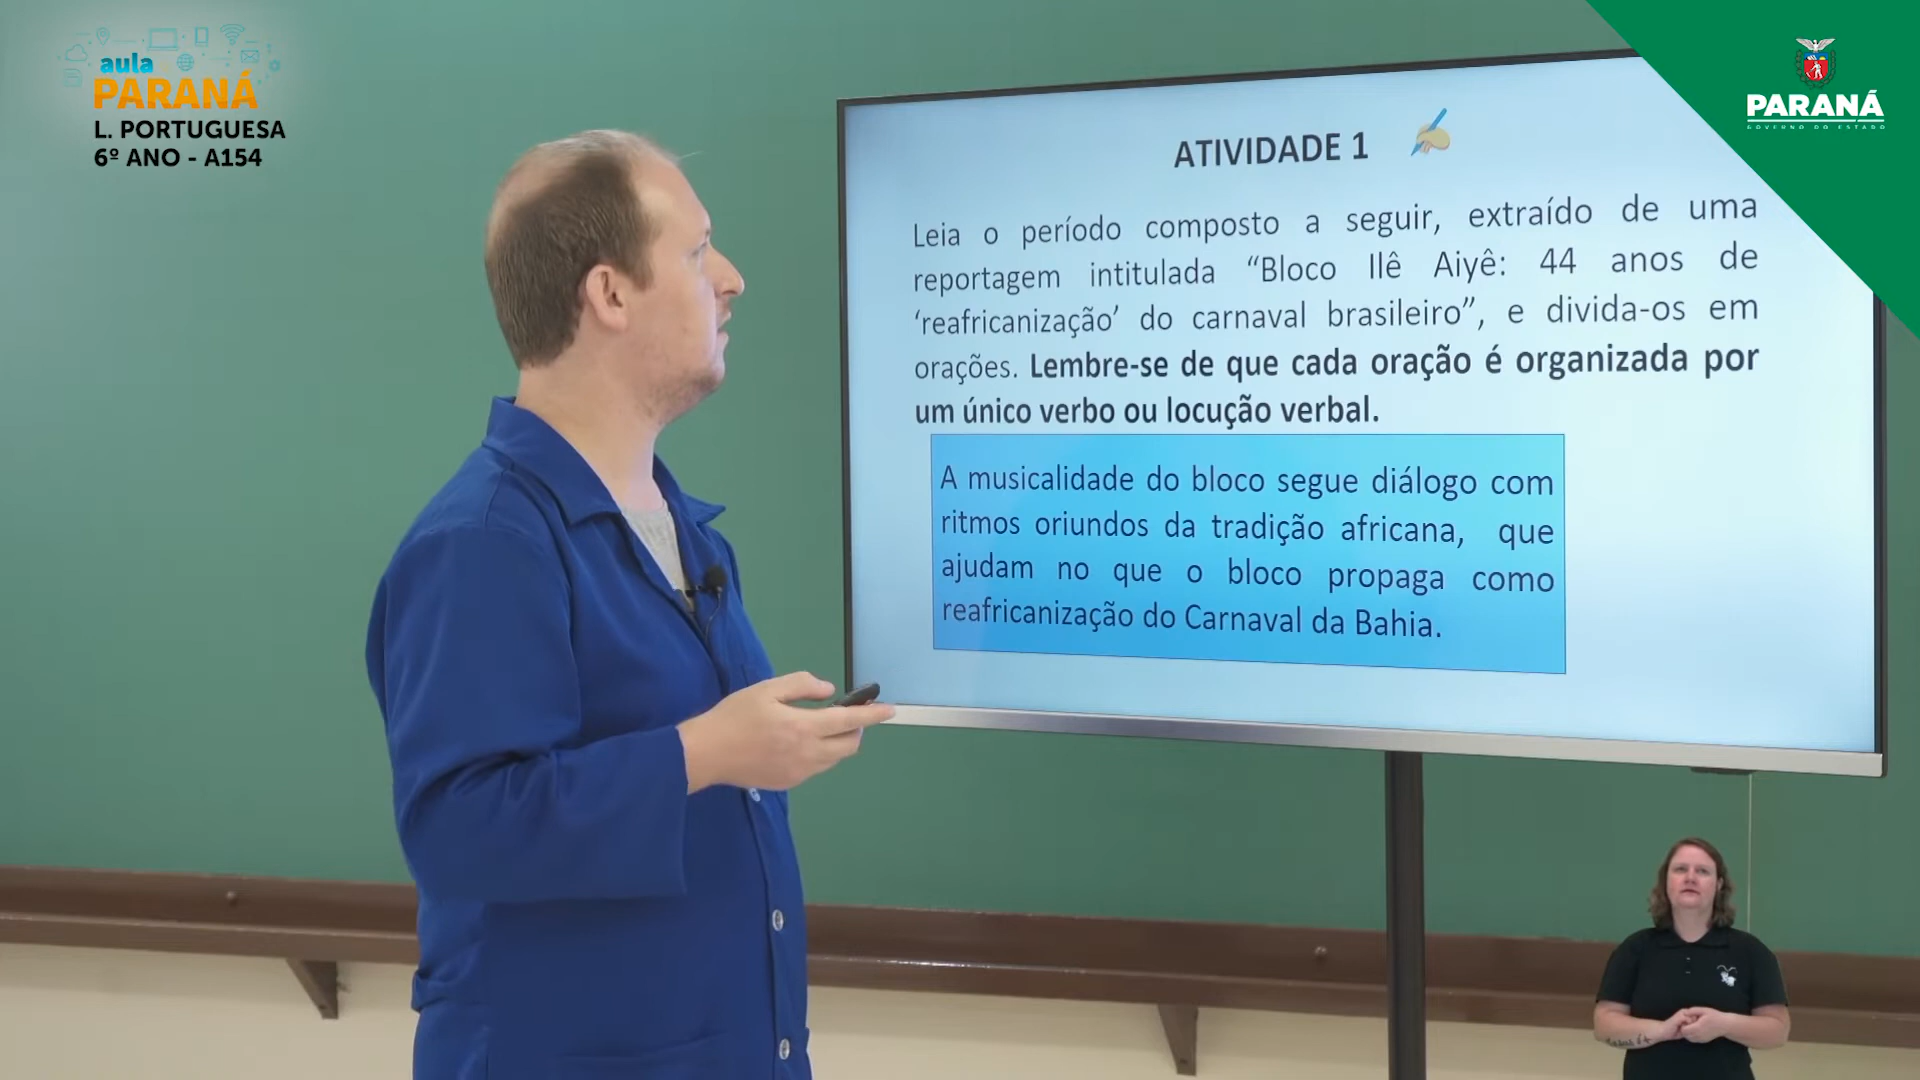 aula
PARANÁ
L. PORTUGUESA
6º ANO - A154
PARANÁ
GOVERNO DO ESTADO
ATIVIDADE 1
Leia o período composto a seguir, extraído de uma
reportagem intitulada “Bloco Ilê Aiyê: 44 anos de
‘reafricanização’ do carnaval brasileiro”, e divida-os em
orações. Lembre-se de que cada oração é organizada por
um único verbo ou locução verbal.
A musicalidade do bloco segue diálogo com
ritmos oriundos da tradição africana, que
ajudam no que o bloco propaga como
reafricanização do Carnaval da Bahia.